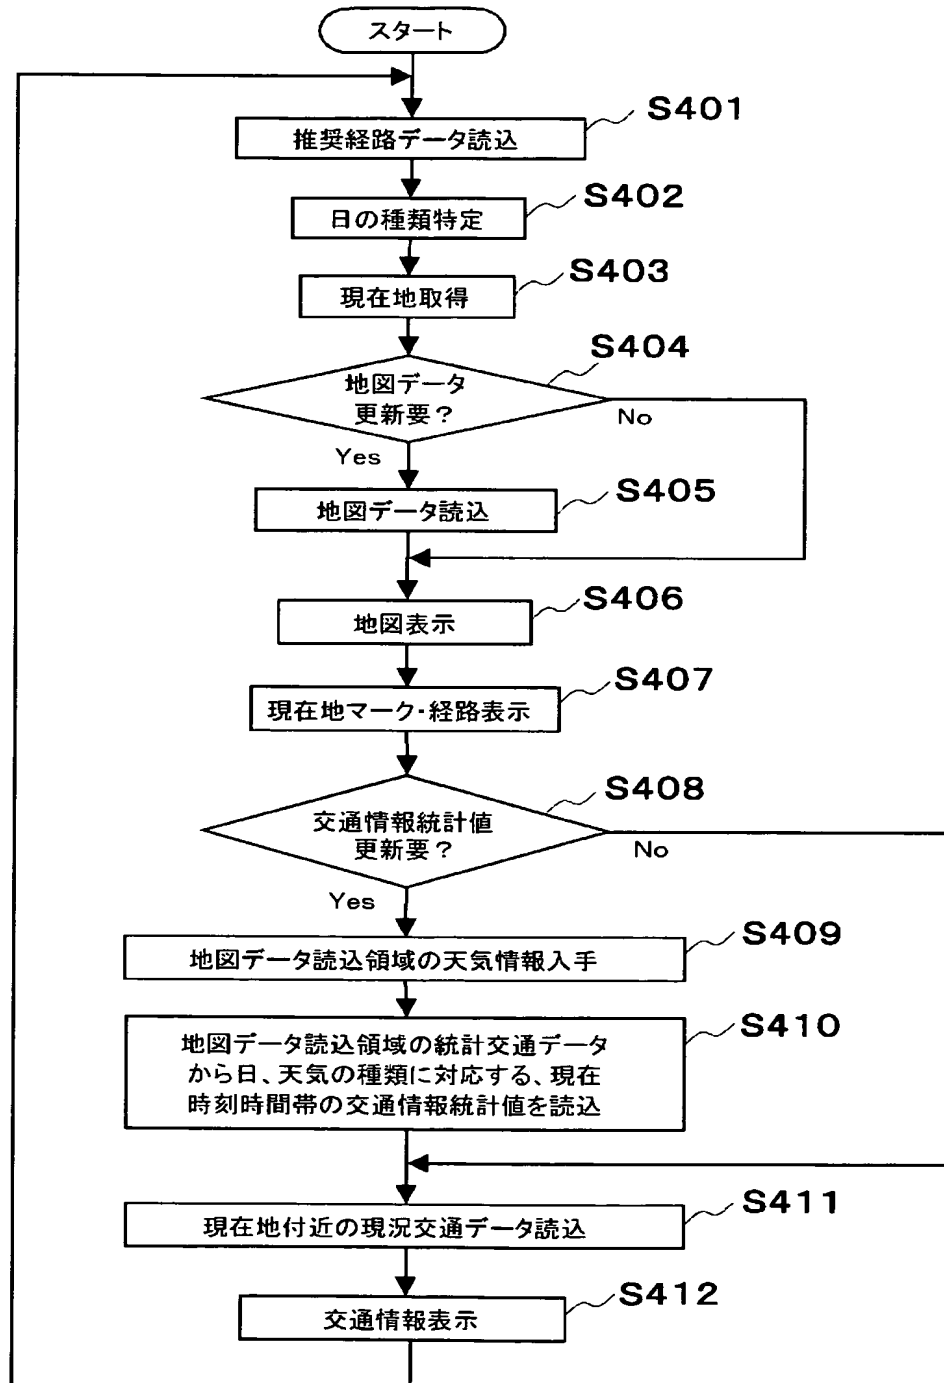 スタート
S401
推奨経路データ読込
S402
日の種類特定
S403
現在地取得
S404
地図データ
更新要？
No
Yes
S405
地図データ読込
S406
地図表示
S407
現在地マーク・経路表示
S408
交通情報統計値
更新要？
No
Yes
S409
地図データ読込領域の天気情報入手
S410
地図データ読込領域の統計交通データ
から日、天気の種類に対応する、現在
時刻時間帯の交通情報統計値を読込
S411
現在地付近の現況交通データ読込
S412
交通情報表示